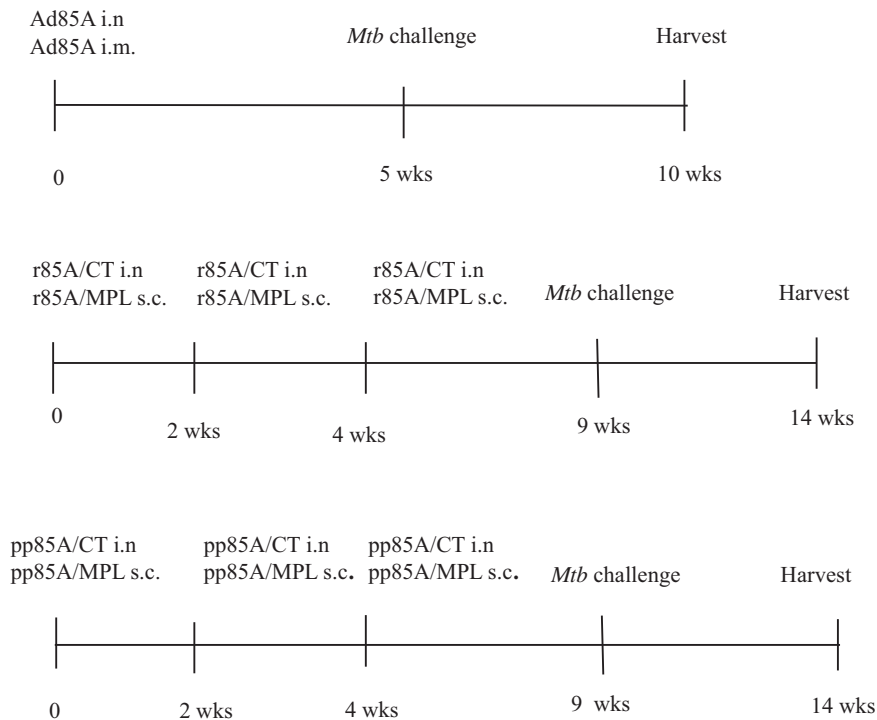 Ad85A i.n
Ad85A i.m.
Mtb challenge
Harvest
0
5 wks
10 wks
r85A/CT i.n
r85A/MPL s.c.
r85A/CT i.n
r85A/MPL s.c.
r85A/CT i.n
r85A/MPL s.c.
Mtb challenge
Harvest
0
2 wks
4 wks
9 wks
14 wks
pp85A/CT i.n
pp85A/MPL s.c.
pp85A/CT i.n
pp85A/MPL s.c.
pp85A/CT i.n
pp85A/MPL s.c.
Mtb challenge
Harvest
0
2 wks
4 wks
9 wks
14 wks